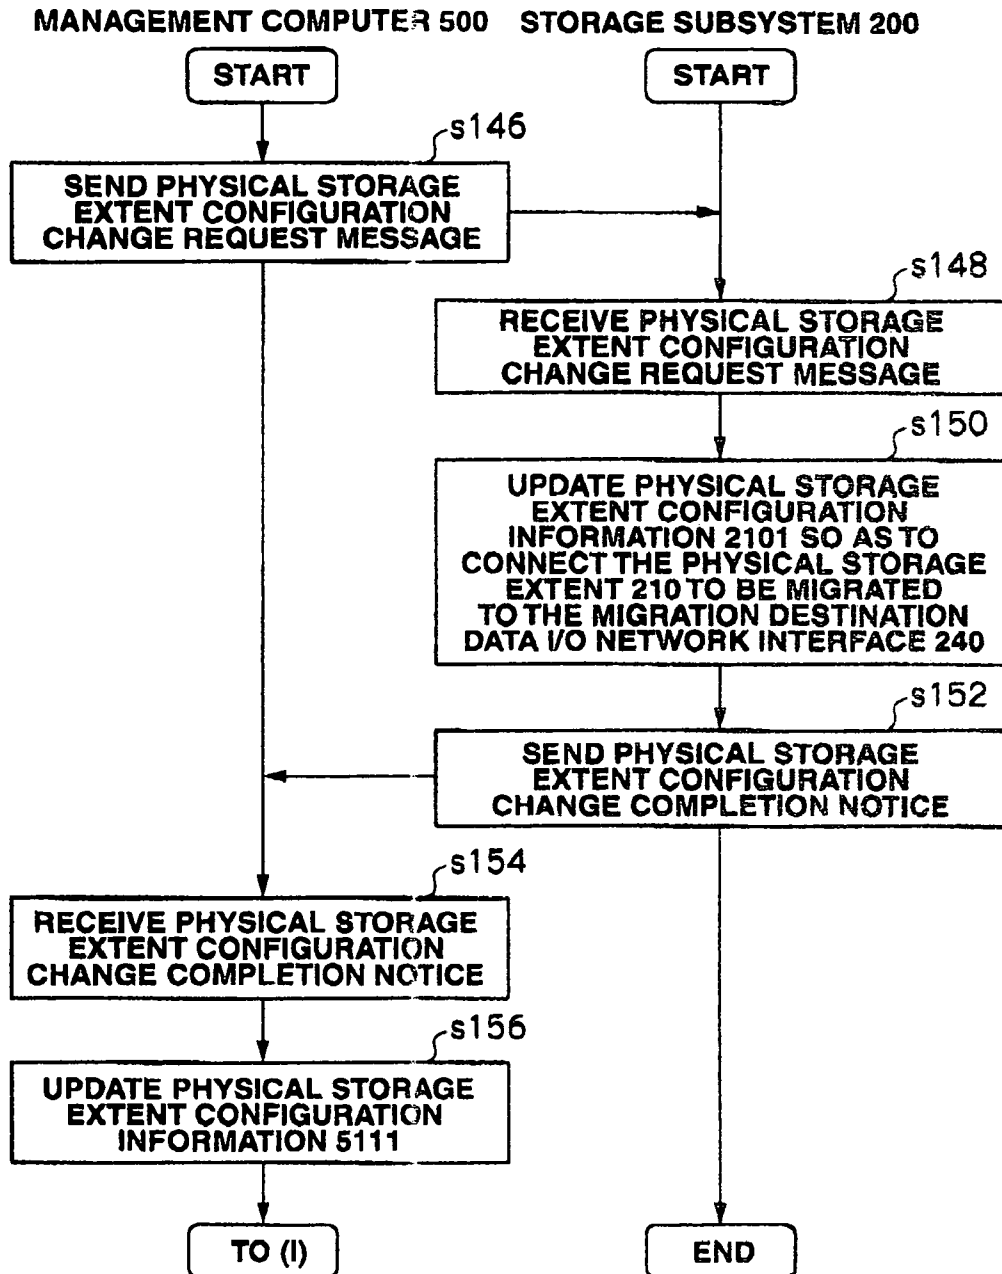 MANAGEMENT COMPUTER 500
STORAGE SUBSYSTEM 200
START
START
s146
SEND PHYSICAL STORAGE
EXTENT CONFIGURATION
CHANGE REQUEST MESSAGE
s148
RECEIVE PHYSICAL STORAGE
EXTENT CONFIGURATION
CHANGE REQUEST MESSAGE
s150
UPDATE PHYSICAL STORAGE
EXTENT CONFIGURATION
INFORMATION 2101 SO AS TO
CONNECT THE PHYSICAL STORAGE
EXTENT 210 TO BE MIGRATED
TO THE MIGRATION DESTINATION
DATA I/O NETWORK INTERFACE 240
s152
SEND PHYSICAL STORAGE
EXTENT CONFIGURATION
CHANGE COMPLETION NOTICE
s154
RECEIVE PHYSICAL STORAGE
EXTENT CONFIGURATION
CHANGE COMPLETION NOTICE
s156
UPDATE PHYSICAL STORAGE
EXTENT CONFIGURATION
INFORMATION 5111
TO (I)
END